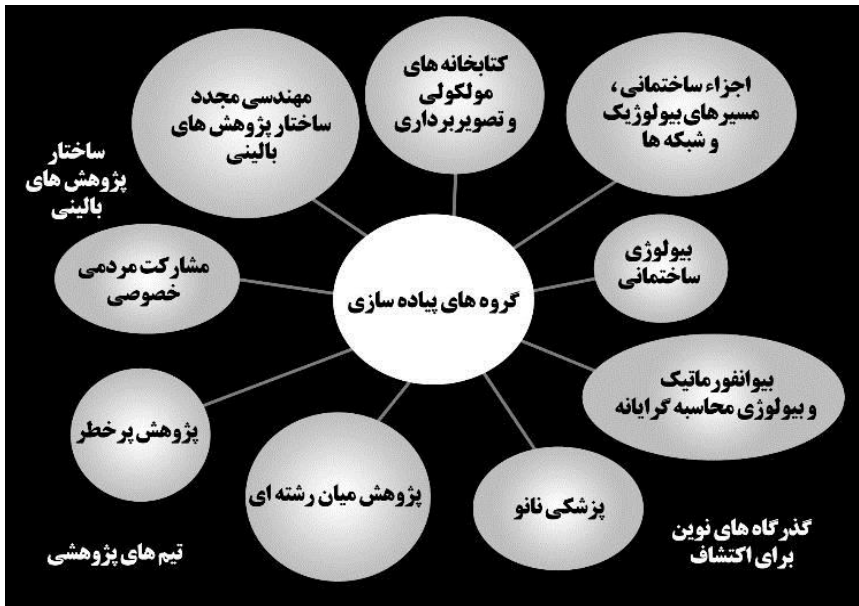 اجزاء ساختمانی ،
مسیرهای بیولوژیک
و شبکه ها
کتابخانه های
مولکولی
و تصویربرداری
مهندسی مجدد
ساختار پژوهش های
بالینی
ساختار
پژوهش های
بالینی
بیولوژی
ساختمانی
گروه های پیاده سازی
مشارکت مردمی
خصوصی
بیوانفورماتیک
و بیولوژی محاسبه گرایانه
پزشکی نانو
پژوهش میان رشته ای
پژوهش پرخطر
گذرگاه های نوین
برای اکتشاف
تیم های پژوهشی